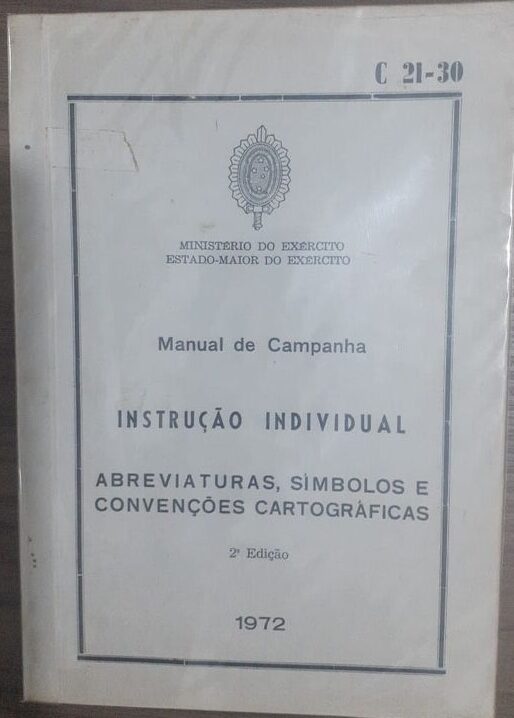 C 21-30
MINISTÉRIO DO EXÉRCITO
ESTADO-MAIOR DO EXÉRCITO
Manual de Campanha
INSTRUÇÃO INDIVIDUAL
ABREVIATURAS, SÍMBOLOS E
CONVENÇÕES CARTOGRÁFICAS
2ª Edição
1972